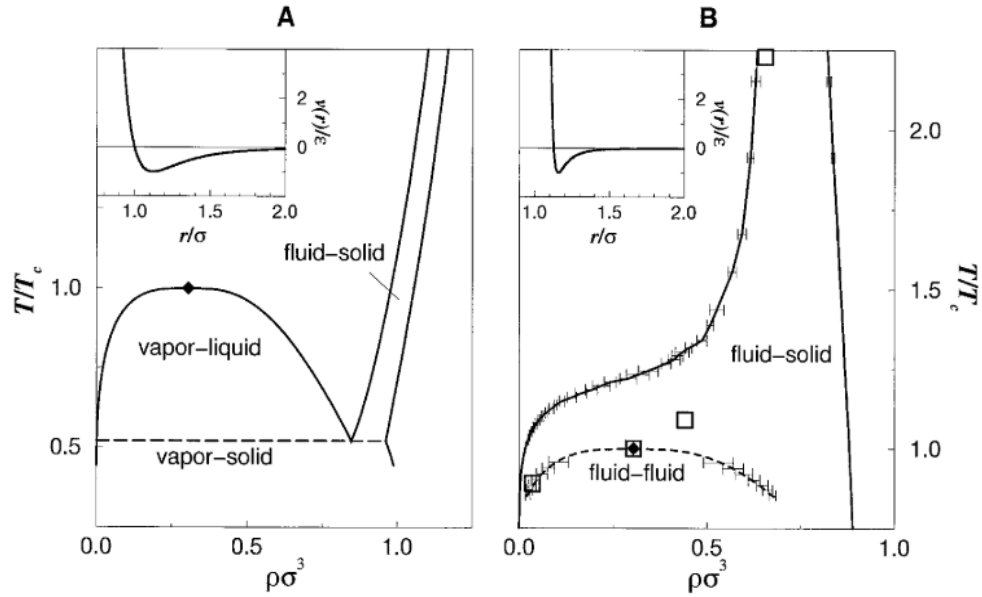 A
2
0
v(r)/ε
1.0 1.5 2.0
r/σ
fluid–solid
1.0
T/Tc
vapor–liquid
0.5
vapor–solid
0.0 0.5 1.0
ρσ³
B
2
0
v(r)/ε
1.0 1.5 2.0
r/σ
2.0
1.5
T/Tc
fluid–solid
1.0
fluid–fluid
0.0 0.5 1.0
ρσ³